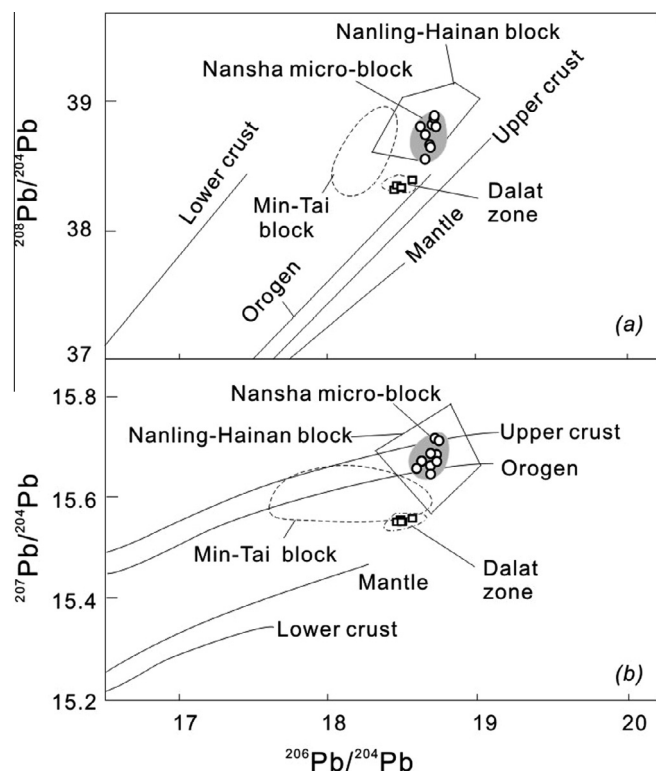 Nanling-Hainan block
Nansha micro-block
39
Upper crust
Lower crust
208Pb/204Pb
Min-Tai
block
Dalat
zone
38
Mantle
Orogen
(a)
37
15.8
Nansha micro-block
Nanling-Hainan block
Upper crust
Orogen
15.6
207Pb/204Pb
Min-Tai block
Dalat
zone
Mantle
15.4
Lower crust
(b)
15.2
17 18 19 20
206Pb/204Pb